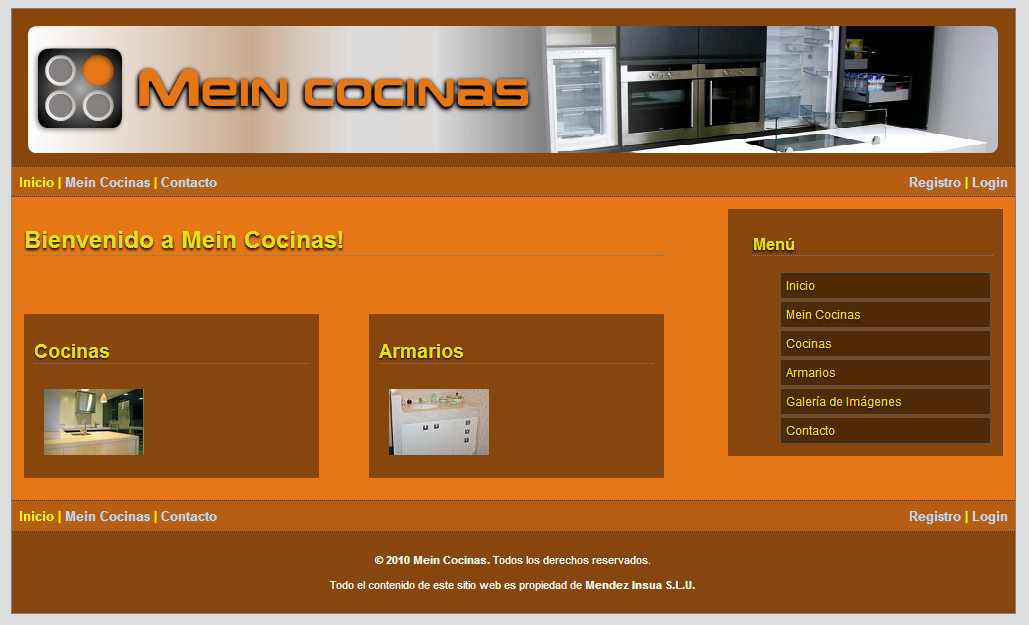 Mein cocinas
Inicio | Mein Cocinas | Contacto
Registro | Login
Bienvenido a Mein Cocinas!
Cocinas
Armarios
Menú
Inicio
Mein Cocinas
Cocinas
Armarios
Galería de Imágenes
Contacto
Inicio | Mein Cocinas | Contacto
Registro | Login
© 2010 Mein Cocinas. Todos los derechos reservados.
Todo el contenido de este sitio web es propiedad de Mendez Insua S.L.U.